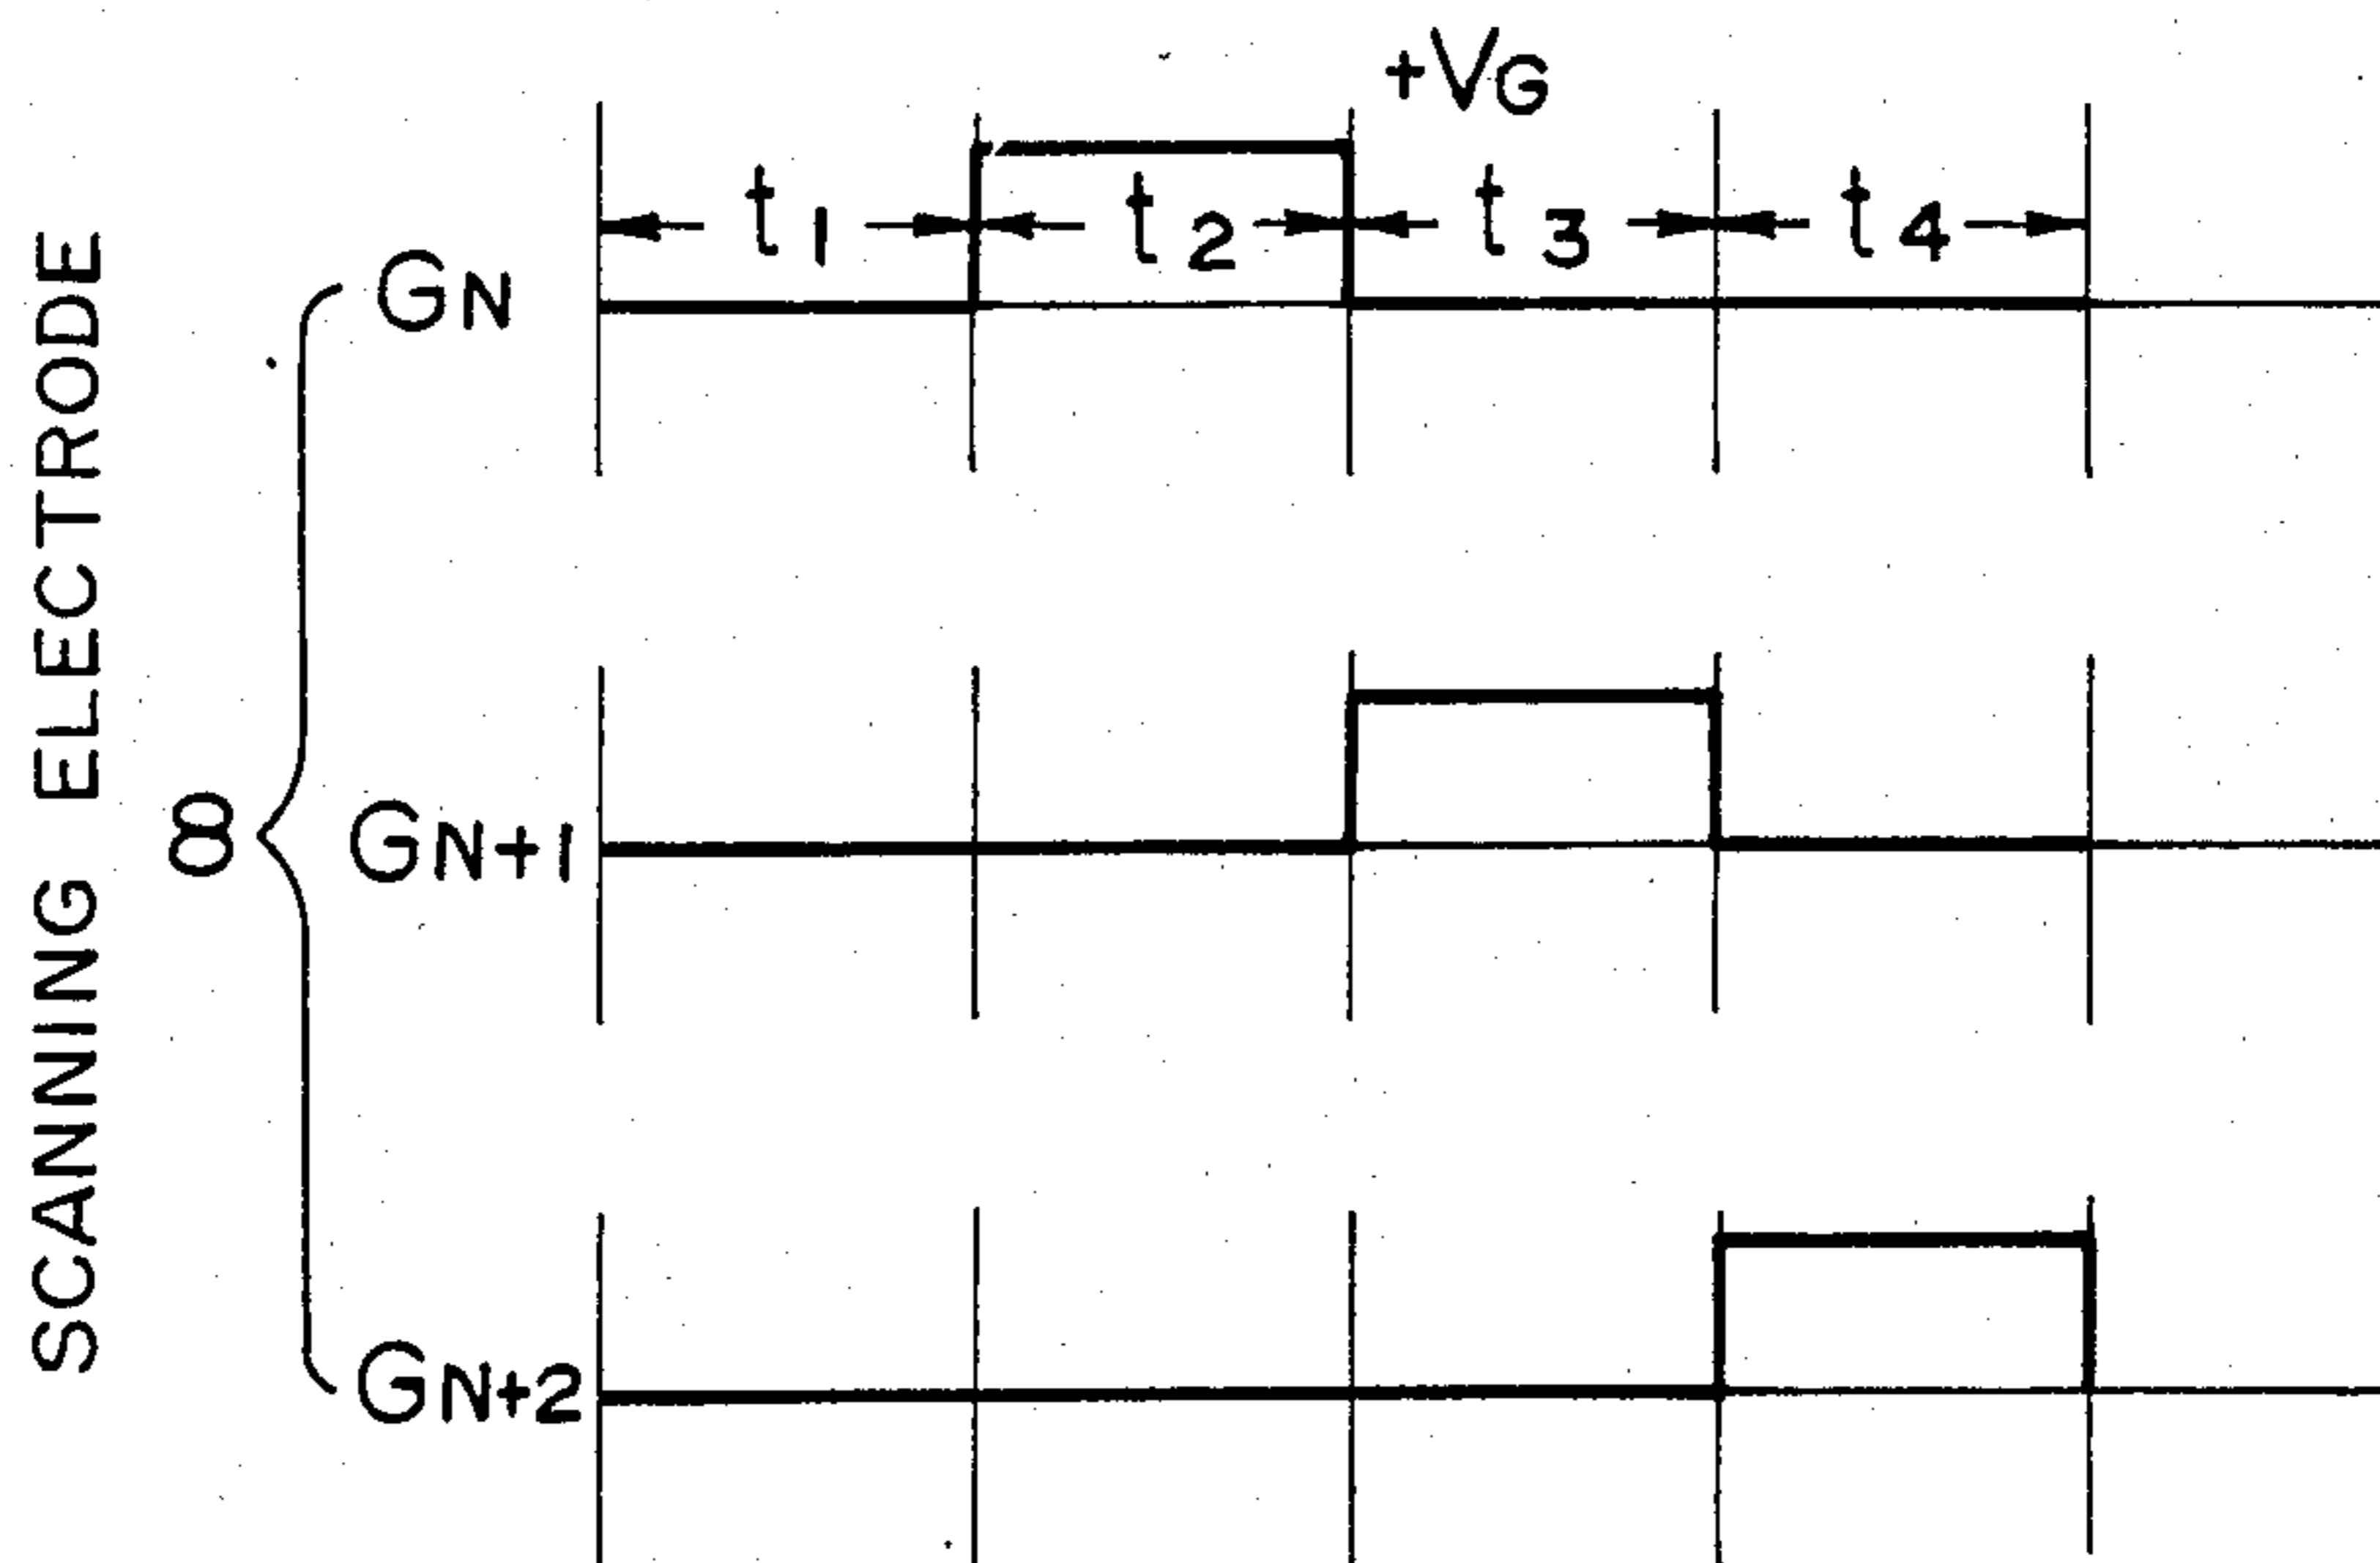 +VG
t1 t2 t3 t4
GN
SCANNING ELECTRODE
8
GN+1
GN+2